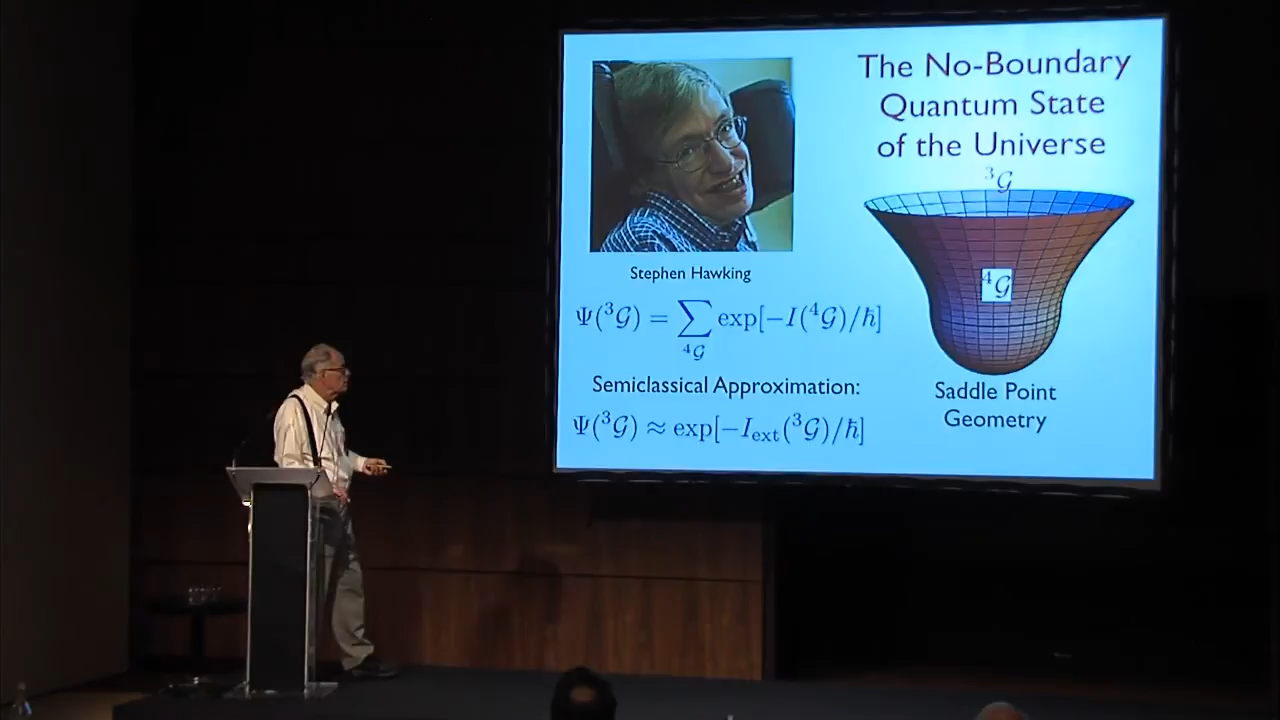 The No-Boundary
Quantum State
of the Universe
Stephen Hawking
Ψ(³𝒢) = ∑ exp[−I(⁴𝒢)/ħ]
⁴𝒢
Semiclassical Approximation:
Ψ(³𝒢) ≈ exp[−I_ext(³𝒢)/ħ]
³𝒢
⁴𝒢
Saddle Point
Geometry